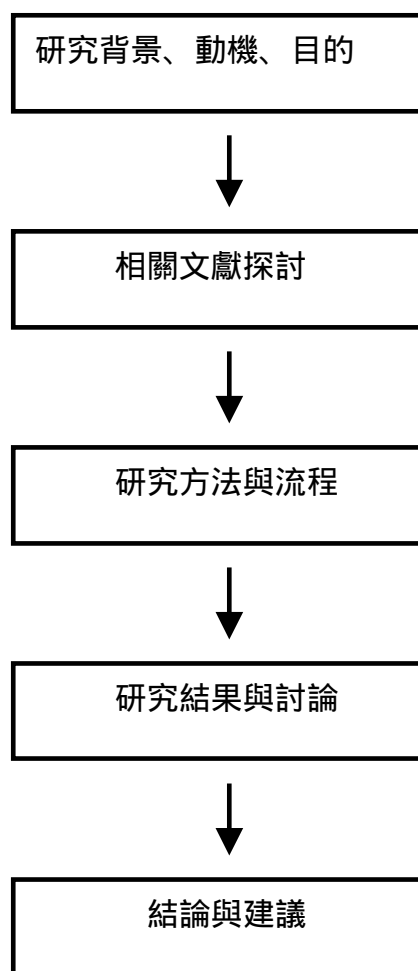 研究背景、動機、目的
相關文獻探討
研究方法與流程
研究結果與討論
結論與建議